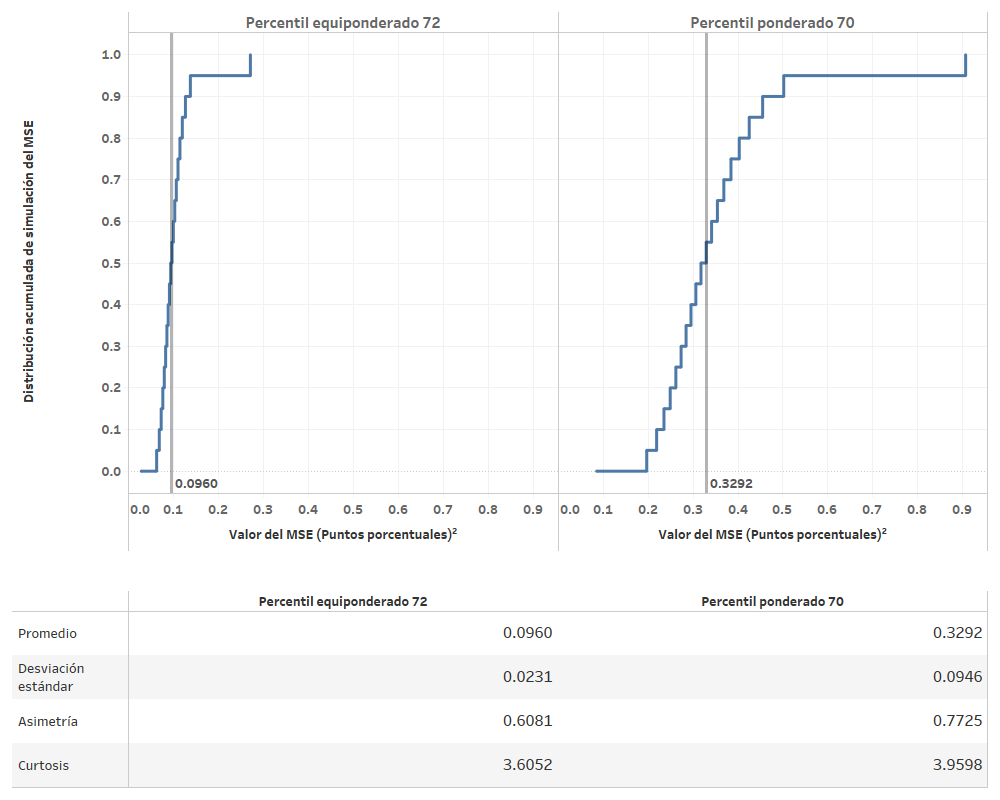 Percentil equiponderado 72
Percentil ponderado 70
Distribución acumulada de simulación del MSE
1.0
0.9
0.8
0.7
0.6
0.5
0.4
0.3
0.2
0.1
0.0
0.0960
0.3292
0.0 0.1 0.2 0.3 0.4 0.5 0.6 0.7 0.8 0.9
0.0 0.1 0.2 0.3 0.4 0.5 0.6 0.7 0.8 0.9
Valor del MSE (Puntos porcentuales)²
Valor del MSE (Puntos porcentuales)²
Percentil equiponderado 72 Percentil ponderado 70
Promedio 0.0960 0.3292
Desviación
estándar 0.0231 0.0946
Asimetría 0.6081 0.7725
Curtosis 3.6052 3.9598